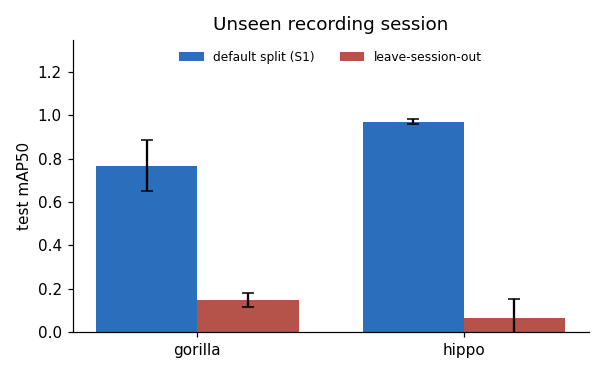 Unseen recording session
default split (S1) leave-session-out
test mAP50
1.2
1.0
0.8
0.6
0.4
0.2
0.0
gorilla hippo